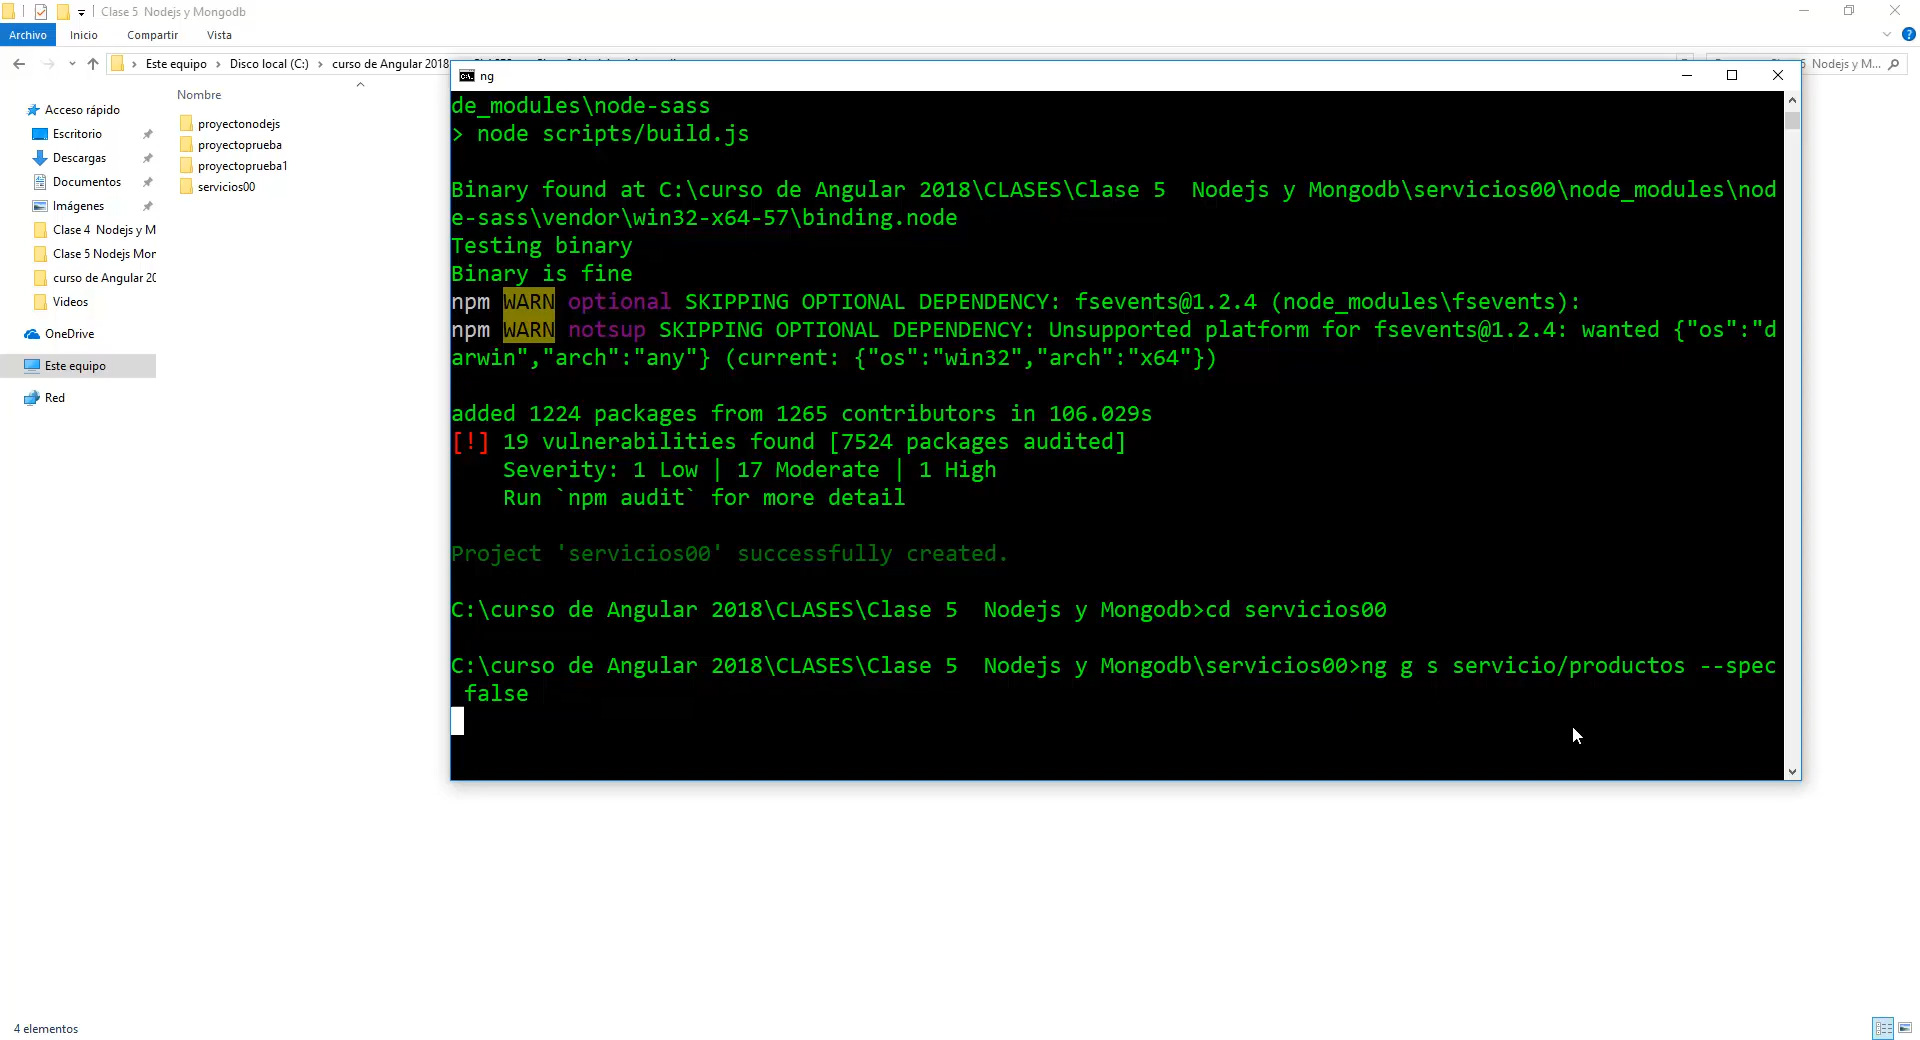 Clase 5  Nodejs y Mongodb
Archivo
Inicio
Compartir
Vista
Este equipo
Disco local (C:)
curso de Angular 2018
Nodejs y M...
Nombre
Acceso rápido
Escritorio
Descargas
Documentos
Imágenes
Clase 4  Nodejs y M
Clase 5 Nodejs Mor
curso de Angular 20
Videos
OneDrive
Este equipo
Red
proyectonodejs
proyectoprueba
proyectoprueba1
servicios00
ng
de_modules\node-sass
> node scripts/build.js
Binary found at C:\curso de Angular 2018\CLASES\Clase 5  Nodejs y Mongodb\servicios00\node_modules\nod
e-sass\vendor\win32-x64-57\binding.node
Testing binary
Binary is fine
npm WARN optional SKIPPING OPTIONAL DEPENDENCY: fsevents@1.2.4 (node_modules\fsevents):
npm WARN notsup SKIPPING OPTIONAL DEPENDENCY: Unsupported platform for fsevents@1.2.4: wanted {"os":"d
arwin","arch":"any"} (current: {"os":"win32","arch":"x64"})
added 1224 packages from 1265 contributors in 106.029s
[!] 19 vulnerabilities found [7524 packages audited]
Severity: 1 Low | 17 Moderate | 1 High
Run `npm audit` for more detail
Project 'servicios00' successfully created.
C:\curso de Angular 2018\CLASES\Clase 5  Nodejs y Mongodb>cd servicios00
C:\curso de Angular 2018\CLASES\Clase 5  Nodejs y Mongodb\servicios00>ng g s servicio/productos --spec
false
4 elementos